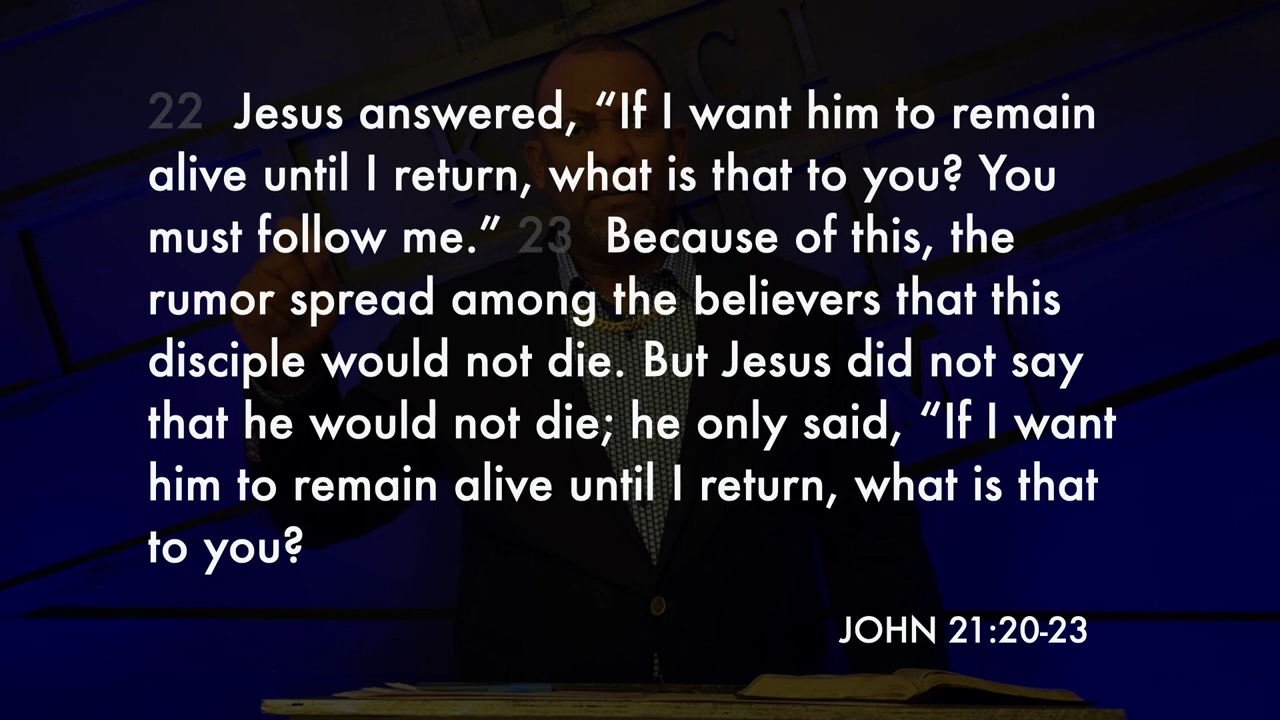 22 Jesus answered, “If I want him to remain
alive until I return, what is that to you? You
must follow me.” 23 Because of this, the
rumor spread among the believers that this
disciple would not die. But Jesus did not say
that he would not die; he only said, “If I want
him to remain alive until I return, what is that
to you?
JOHN 21:20-23